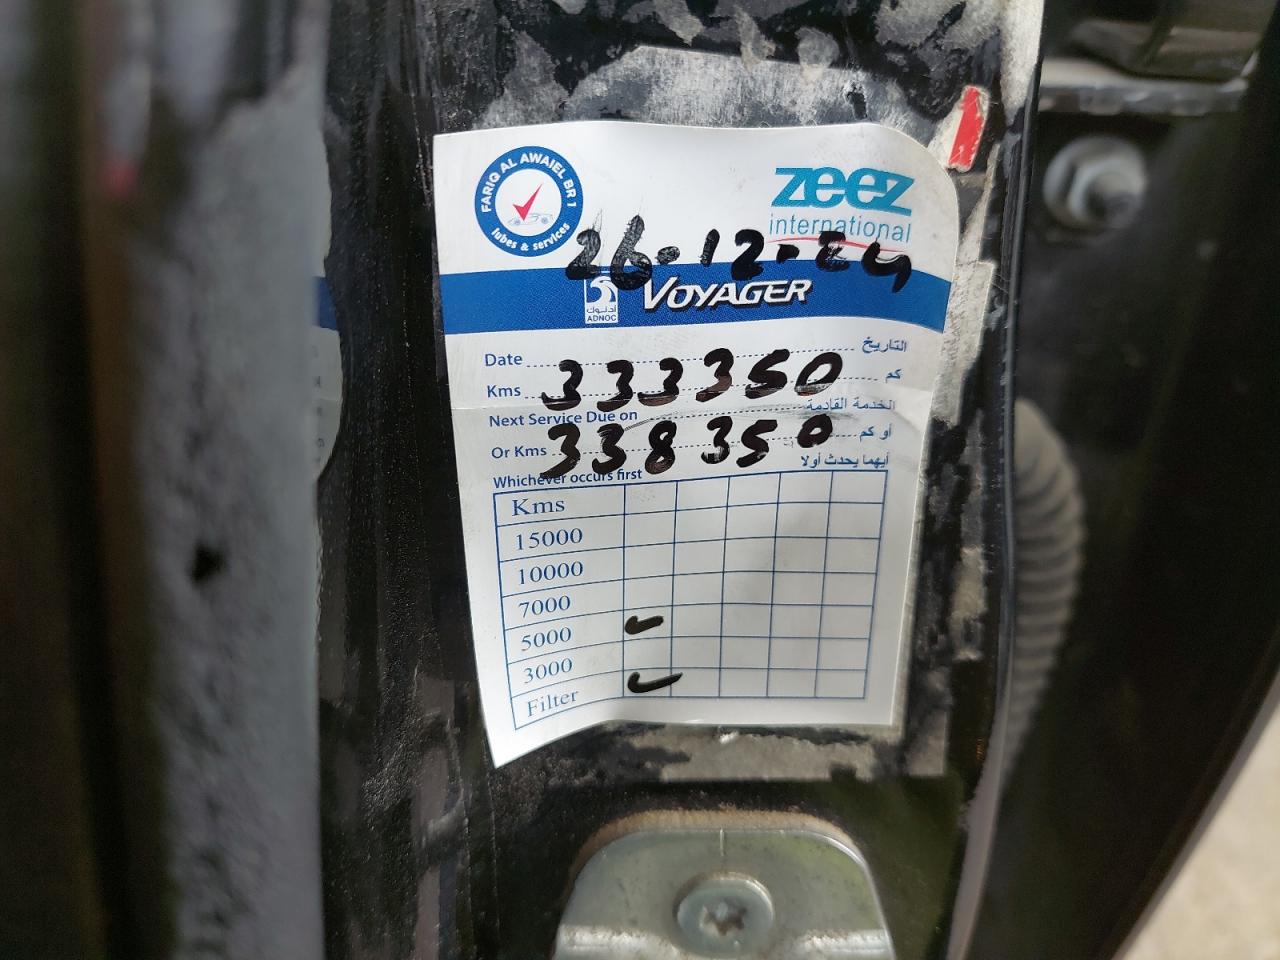 FARIQ AL AWAIEL BR 1
lubes & services
zeez
international
26-12-24
ادنوك
ADNOC
VOYAGER
Date التاريخ
Kms 333350 كم
Next Service Due on الخدمة القادمة
Or Kms 338350 أو كم
Whichever occurs first أيهما يحدث أولا
Kms
15000
10000
7000
5000
3000
Filter